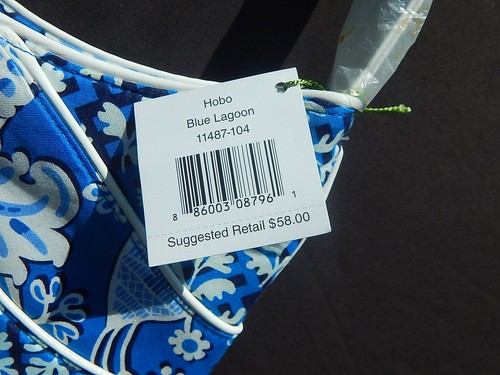 Hobo
Blue Lagoon
11487-104
8 86003 08796 1
Suggested Retail $58.00